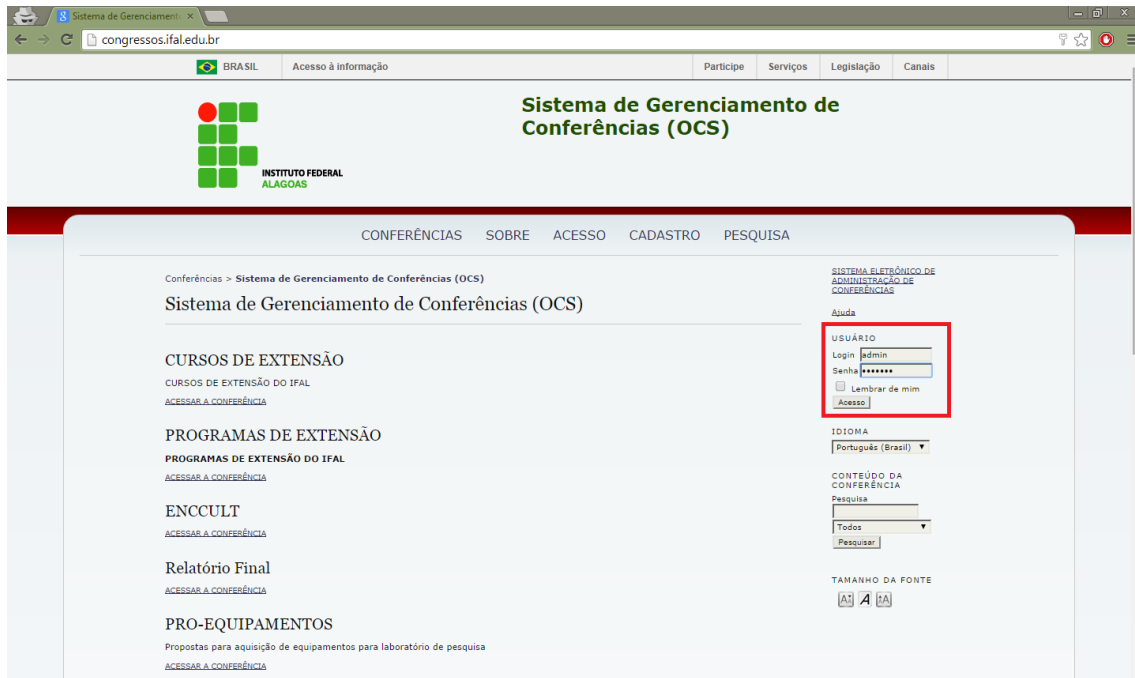 Sistema de Gerenciament
congressos.ifal.edu.br
BRASIL Acesso à informação Participe Serviços Legislação Canais
Sistema de Gerenciamento de
Conferências (OCS)
INSTITUTO FEDERAL
ALAGOAS
CONFERÊNCIAS SOBRE ACESSO CADASTRO PESQUISA
Conferências > Sistema de Gerenciamento de Conferências (OCS)
Sistema de Gerenciamento de Conferências (OCS)
CURSOS DE EXTENSÃO
CURSOS DE EXTENSÃO DO IFAL
ACESSAR A CONFERÊNCIA
PROGRAMAS DE EXTENSÃO
PROGRAMAS DE EXTENSÃO DO IFAL
ACESSAR A CONFERÊNCIA
ENCCULT
ACESSAR A CONFERÊNCIA
Relatório Final
ACESSAR A CONFERÊNCIA
PRO-EQUIPAMENTOS
Propostas para aquisição de equipamentos para laboratório de pesquisa
ACESSAR A CONFERÊNCIA
SISTEMA ELETRÔNICO DE
ADMINISTRAÇÃO DE
CONFERÊNCIAS
Ajuda
USUÁRIO
Login admin
Senha •••••••
Lembrar de mim
Acesso
IDIOMA
Português (Brasil)
CONTEÚDO DA
CONFERÊNCIA
Pesquisa
Todos
Pesquisar
TAMANHO DA FONTE